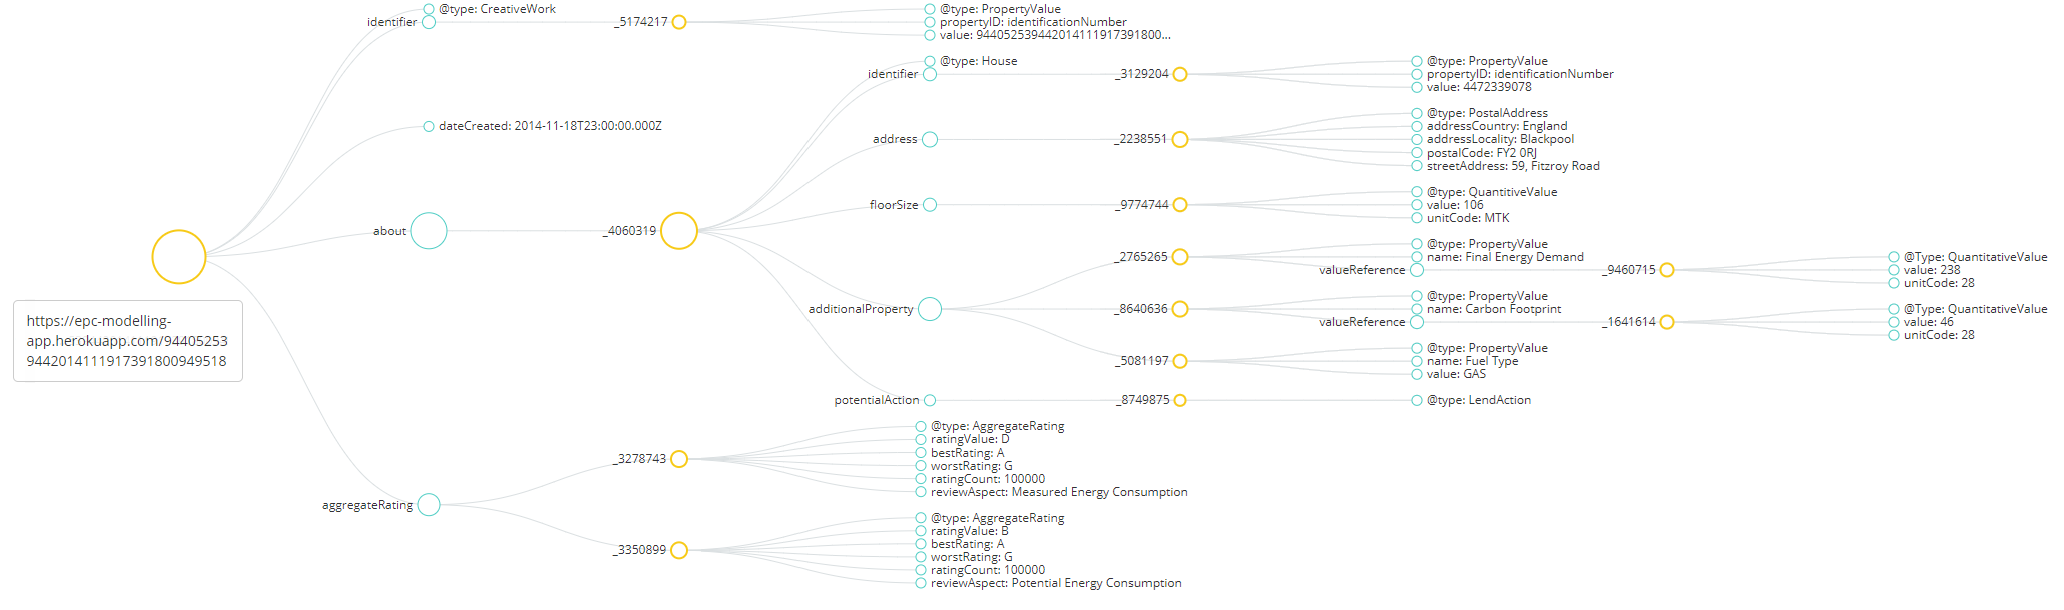 @type: CreativeWork
identifier
_5174217
@type: PropertyValue
propertyID: identificationNumber
value: 944052539442014111917391800...
dateCreated: 2014-11-18T23:00:00.000Z
about
_4060319
@type: House
identifier
_3129204
@type: PropertyValue
propertyID: identificationNumber
value: 4472339078
address
_2238551
@type: PostalAddress
addressCountry: England
addressLocality: Blackpool
postalCode: FY2 0RJ
streetAddress: 59, Fitzroy Road
floorSize
_9774744
@type: QuantitiveValue
value: 106
unitCode: MTK
additionalProperty
_2765265
@type: PropertyValue
name: Final Energy Demand
valueReference
_9460715
@Type: QuantitativeValue
value: 238
unitCode: 28
_8640636
@type: PropertyValue
name: Carbon Footprint
valueReference
_1641614
@Type: QuantitativeValue
value: 46
unitCode: 28
_5081197
@type: PropertyValue
name: Fuel Type
value: GAS
potentialAction
_8749875
@type: LendAction
https://epc-modelling-
app.herokuapp.com/94405253
9442014111917391800949518
aggregateRating
_3278743
@type: AggregateRating
ratingValue: D
bestRating: A
worstRating: G
ratingCount: 100000
reviewAspect: Measured Energy Consumption
_3350899
@type: AggregateRating
ratingValue: B
bestRating: A
worstRating: G
ratingCount: 100000
reviewAspect: Potential Energy Consumption